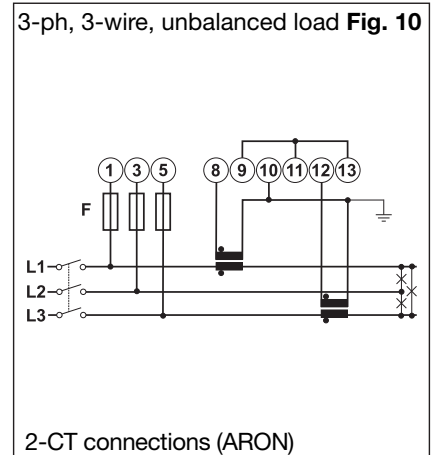 3-ph, 3-wire, unbalanced load Fig. 10
1 3 5 8 9 10 11 12 13
F
L1
L2
L3
2-CT connections (ARON)